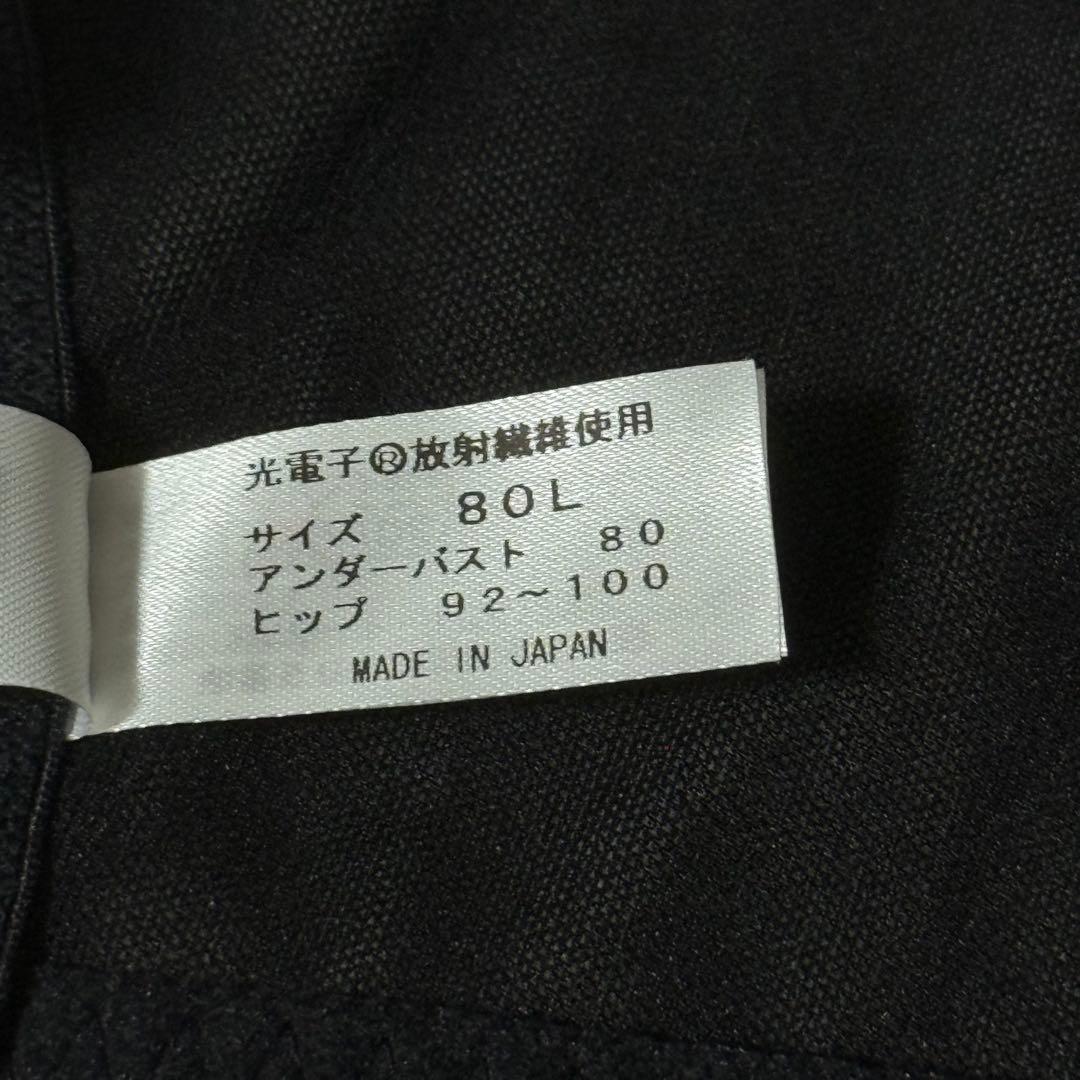 光電子®放射繊維使用
サイズ 80L
アンダーバスト 80
ヒップ 92～100
MADE IN JAPAN